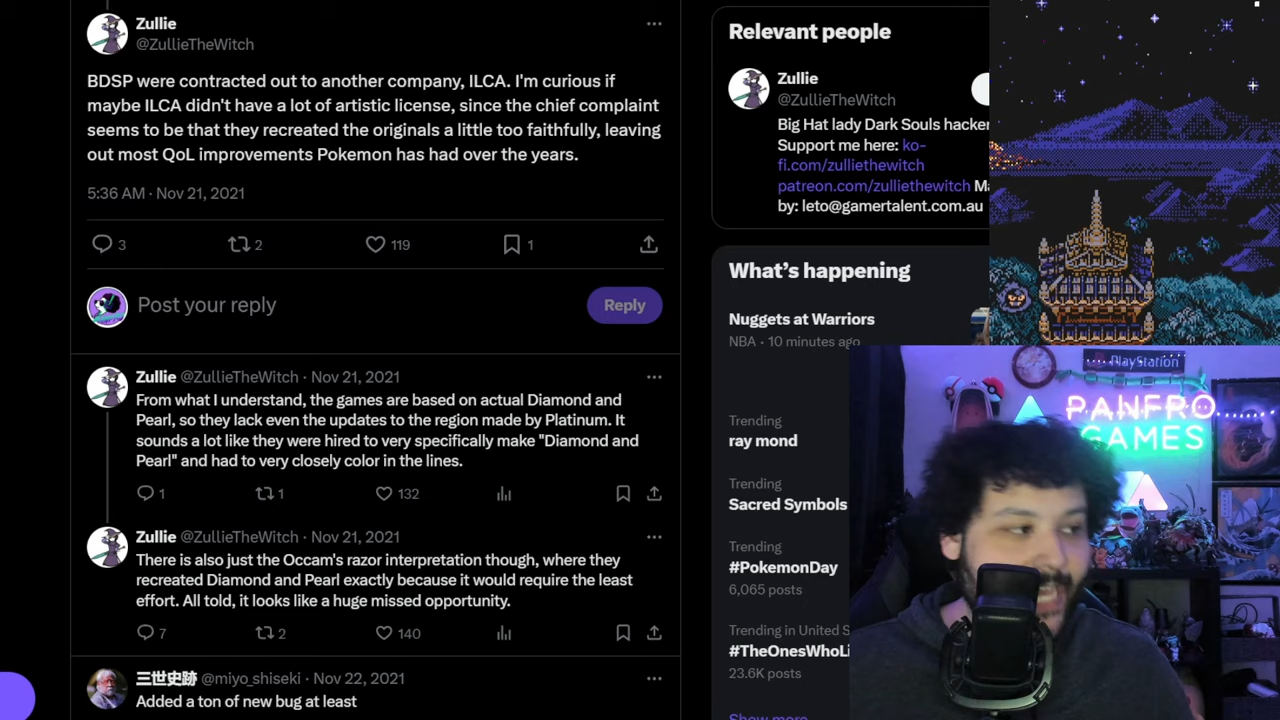 Zullie
@ZullieTheWitch
BDSP were contracted out to another company, ILCA. I'm curious if
maybe ILCA didn't have a lot of artistic license, since the chief complaint
seems to be that they recreated the originals a little too faithfully, leaving
out most QoL improvements Pokemon has had over the years.
5:36 AM · Nov 21, 2021
3
2
119
1
Post your reply
Reply
Zullie @ZullieTheWitch · Nov 21, 2021
From what I understand, the games are based on actual Diamond and
Pearl, so they lack even the updates to the region made by Platinum. It
sounds a lot like they were hired to very specifically make "Diamond and
Pearl" and had to very closely color in the lines.
1
1
132
Zullie @ZullieTheWitch · Nov 21, 2021
There is also just the Occam's razor interpretation though, where they
recreated Diamond and Pearl exactly because it would require the least
effort. All told, it looks like a huge missed opportunity.
7
2
140
三世史跡 @miyo_shiseki · Nov 22, 2021
Added a ton of new bug at least
Relevant people
Zullie
@ZullieTheWitch
Big Hat lady Dark Souls hacker
Support me here: ko-
fi.com/zulliethewitch
patreon.com/zulliethewitch
by: leto@gamertalent.com.au
What's happening
Nuggets at Warriors
NBA · 10 minutes ago
Trending
ray mond
Trending
Sacred Symbols
Trending
#PokemonDay
6,065 posts
Trending in United S
#TheOnesWhoLi
23.6K posts
Show more
PlayStation
PANFRO
GAMES